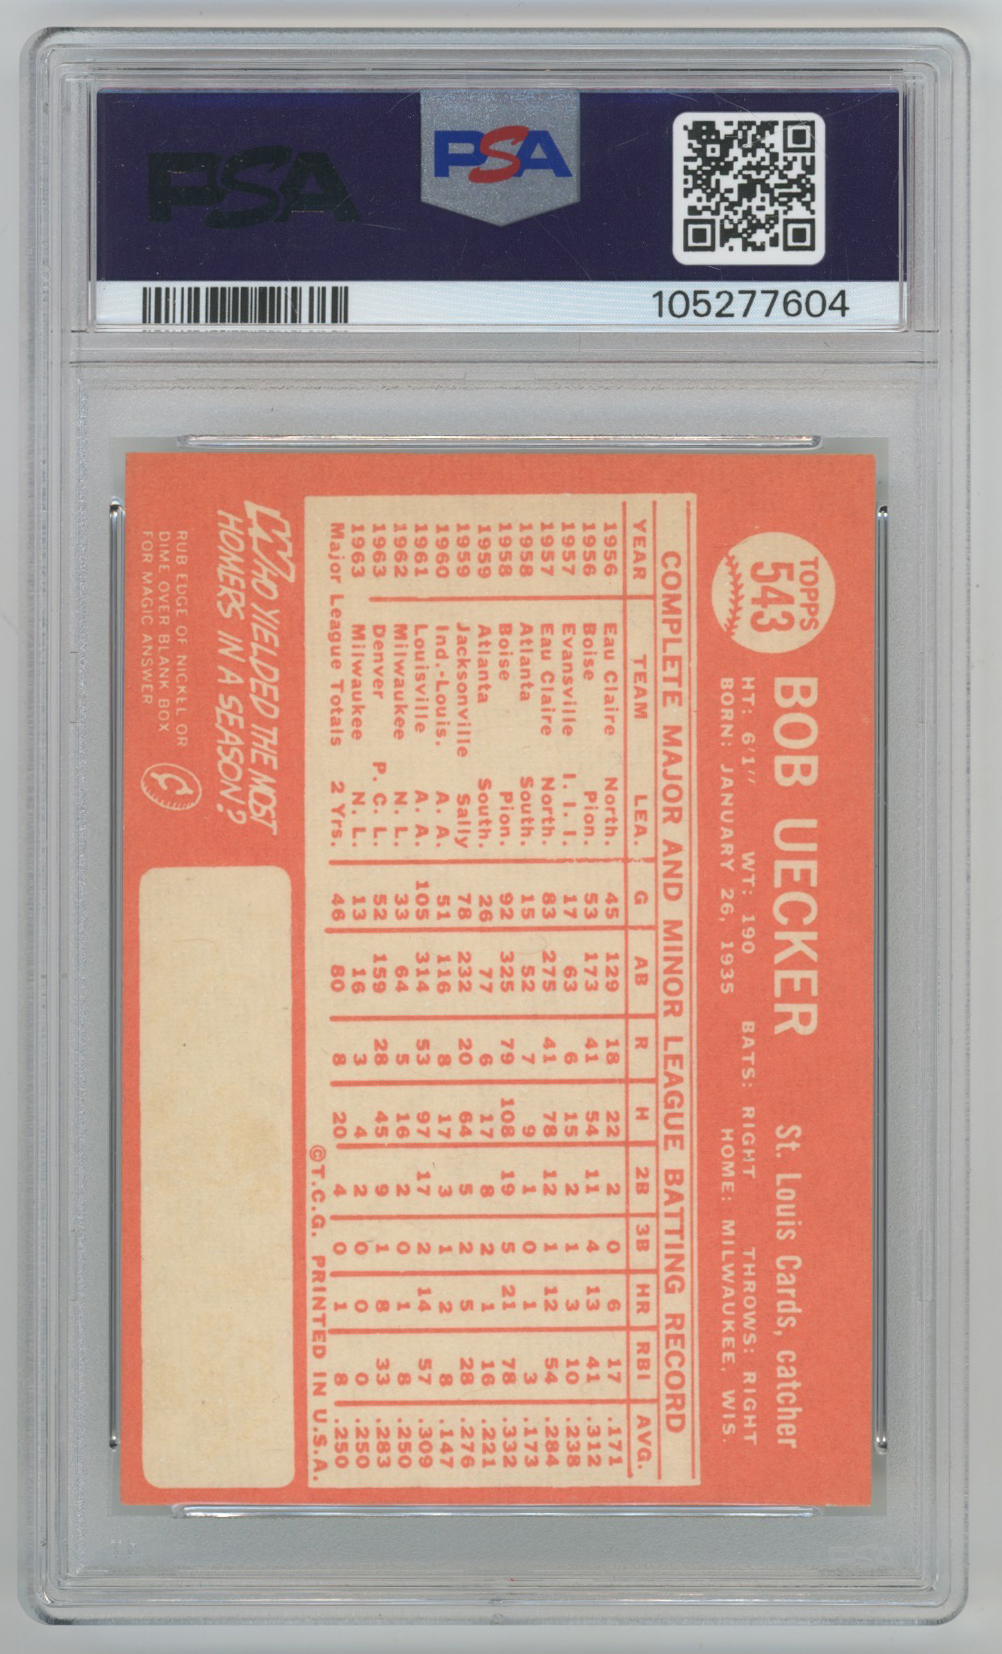 PSA
PSA
105277604
TOPPS
543
BOB UECKER St. Louis Cards, catcher
HT: 6'1" WT: 190 BATS: RIGHT THROWS: RIGHT
BORN: JANUARY 26, 1935 HOME: MILWAUKEE, WIS.
COMPLETE MAJOR AND MINOR LEAGUE BATTING RECORD
YEAR TEAM LEA. G AB R H 2B 3B HR RBI AVG.
1956 Eau Claire North. 45 129 18 22 2 0 6 17 .171
1956 Boise Pion. 53 173 41 54 11 4 13 41 .312
1957 Evansville I. I. I. 17 63 6 15 2 1 3 10 .238
1957 Eau Claire North. 83 275 41 78 12 1 12 54 .284
1958 Atlanta South. 15 52 7 9 1 0 1 3 .173
1958 Boise Pion. 92 325 79 108 19 5 21 78 .332
1959 Atlanta South. 26 77 6 17 8 2 1 16 .221
1959 Jacksonville Sally 78 232 20 64 5 2 5 28 .276
1960 Ind.-Louis. A. A. 51 116 8 17 3 1 2 8 .147
1961 Louisville A. A. 105 314 53 97 17 2 14 57 .309
1962 Milwaukee N. L. 33 64 5 16 2 0 1 8 .250
1963 Denver P. C. L. 52 159 28 45 9 1 8 33 .283
1963 Milwaukee N. L. 13 16 3 4 2 0 0 0 .250
Major League Totals 2 Yrs. 46 80 8 20 4 0 1 8 .250
©T.C.G. PRINTED IN U.S.A.
WHO YIELDED THE MOST
HOMERS IN A SEASON?
RUB EDGE OF NICKEL OR
DIME OVER BLANK BOX
FOR MAGIC ANSWER